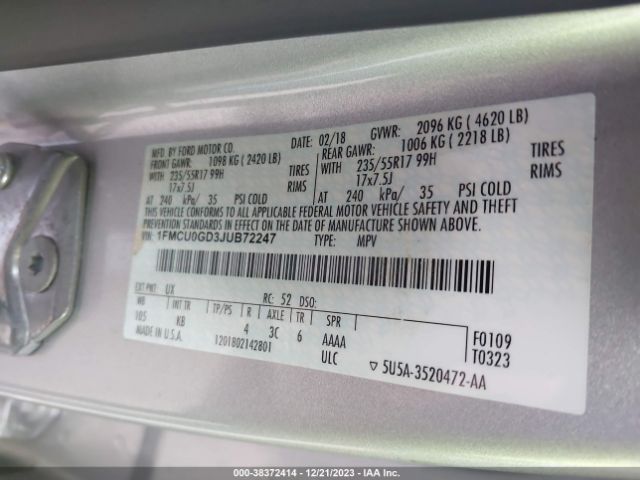 MFD. BY FORD MOTOR CO. DATE: 02/18 GVWR: 2096 KG ( 4620 LB)
FRONT GAWR: 1098 KG ( 2420 LB) REAR GAWR: 1006 KG ( 2218 LB)
WITH 235/55R17 99H TIRES WITH 235/55R17 99H TIRES
17x7.5J RIMS 17x7.5J RIMS
AT 240 kPa/ 35 PSI COLD AT 240 kPa/ 35 PSI COLD
THIS VEHICLE CONFORMS TO ALL APPLICABLE FEDERAL MOTOR VEHICLE SAFETY AND THEFT
PREVENTION STANDARDS IN EFFECT ON THE DATE OF MANUFACTURE SHOWN ABOVE.
VIN: 1FMCU0GD3JUB72247 TYPE: MPV
EXT PNT: UX RC: 52 DSO:
WB INT TR TP/PS R AXLE TR SPR
105 KB 4 3C 6 AAAA
MADE IN U.S.A. 1201802142801 ULC
F0109
T0323
▽ 5U5A-3520472-AA
000-38372414 - 12/21/2023 - IAA Inc.